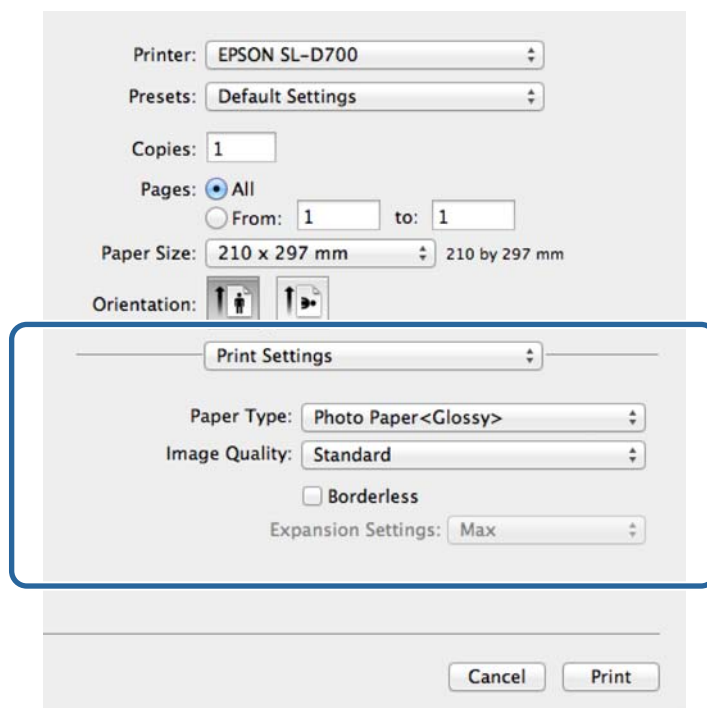 Printer: EPSON SL-D700
Presets: Default Settings
Copies: 1
Pages: All
From: 1 to: 1
Paper Size: 210 x 297 mm 210 by 297 mm
Orientation:
Print Settings
Paper Type: Photo Paper<Glossy>
Image Quality: Standard
Borderless
Expansion Settings: Max
Cancel Print